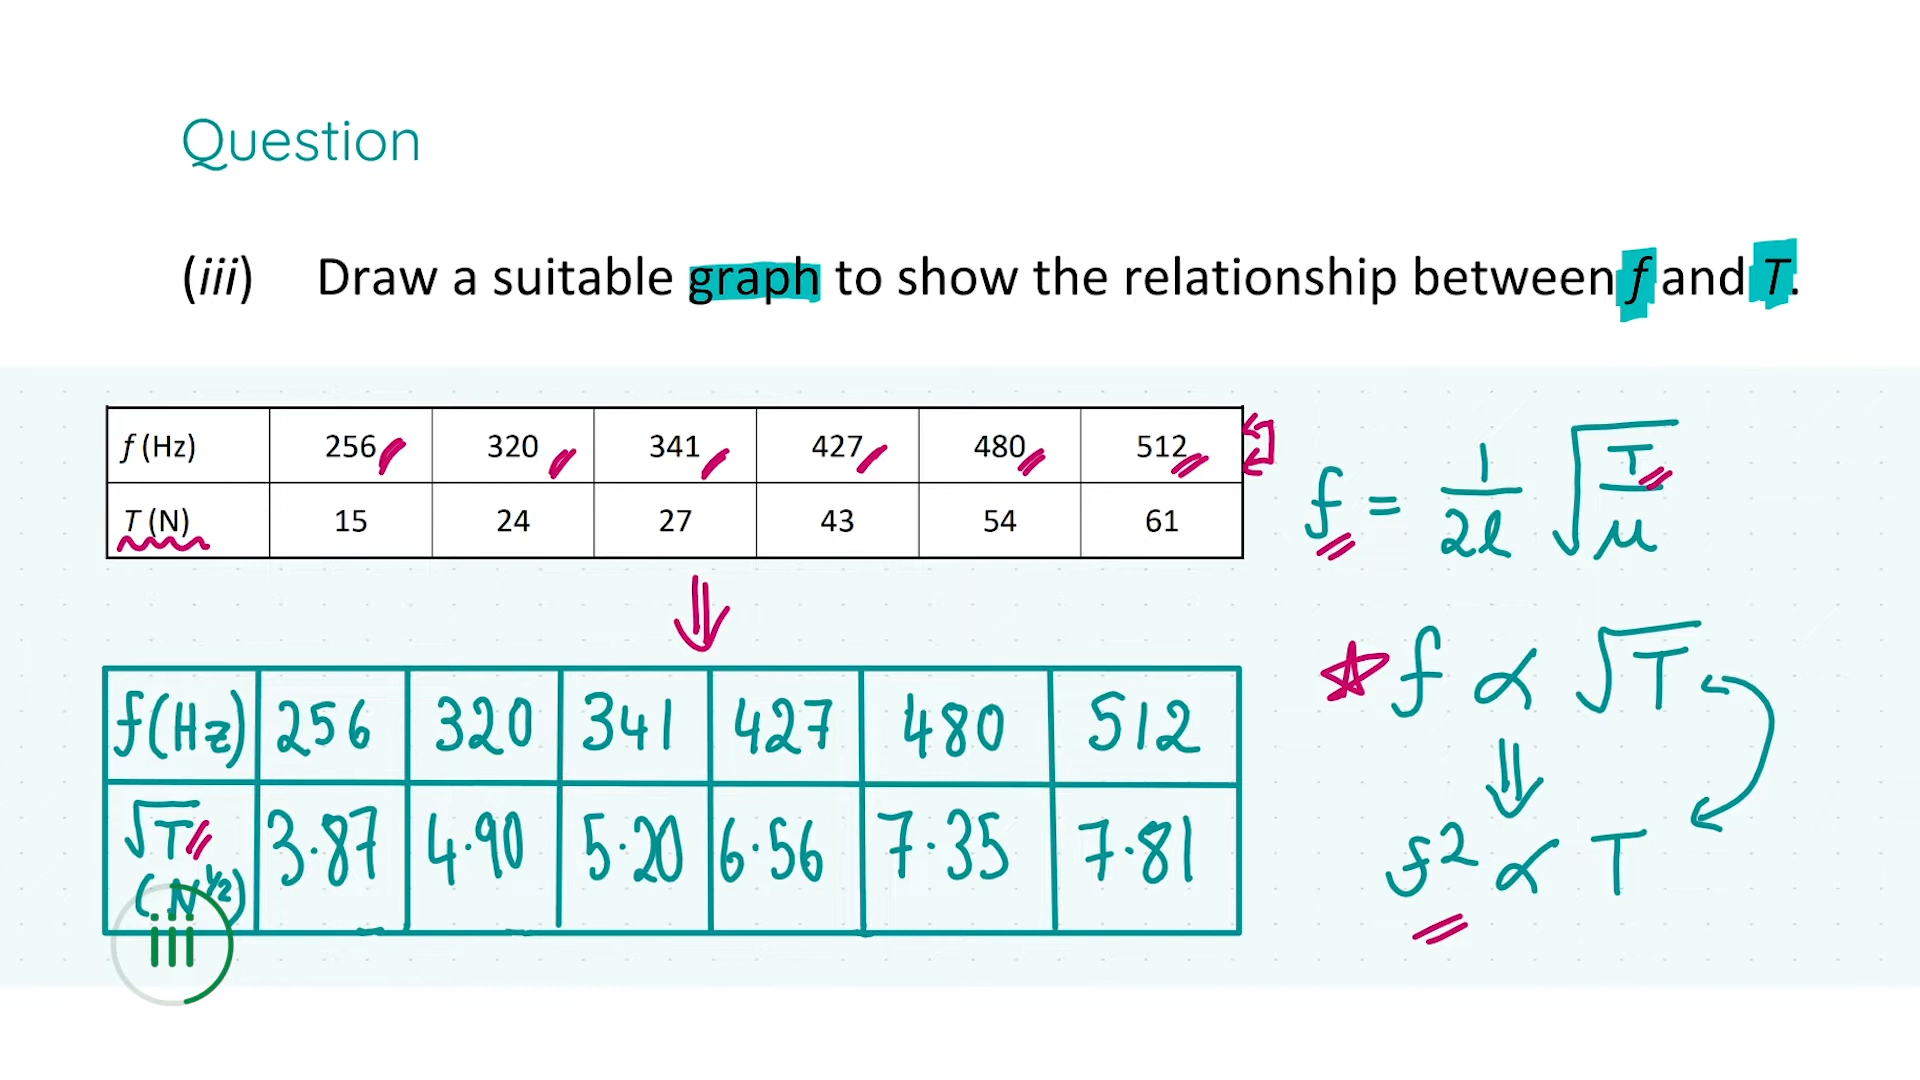 Question
(iii) Draw a suitable graph to show the relationship between f and T.
f (Hz) 256 320 341 427 480 512
T (N) 15 24 27 43 54 61
f = 1/2l √T/μ
f ∝ √T
f(Hz) 256 320 341 427 480 512
√T (N^1/2) 3.87 4.90 5.20 6.56 7.35 7.81
f² ∝ T
iii